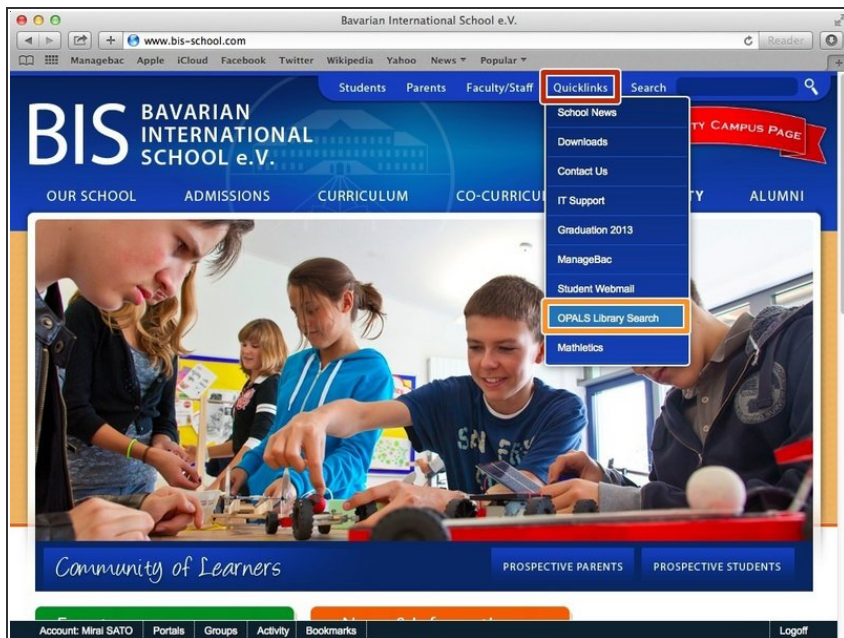 Bavarian International School e.V.
www.bis-school.com
Reader
Managebac Apple iCloud Facebook Twitter Wikipedia Yahoo News Popular
Students Parents Faculty/Staff Quicklinks Search
BIS BAVARIAN
INTERNATIONAL
SCHOOL e.V.
TY CAMPUS PAGE
OUR SCHOOL ADMISSIONS CURRICULUM CO-CURRICU TY ALUMNI
School News
Downloads
Contact Us
IT Support
Graduation 2013
ManageBac
Student Webmail
OPALS Library Search
Mathletics
Community of Learners
PROSPECTIVE PARENTS PROSPECTIVE STUDENTS
Account: Mirai SATO Portals Groups Activity Bookmarks Logoff